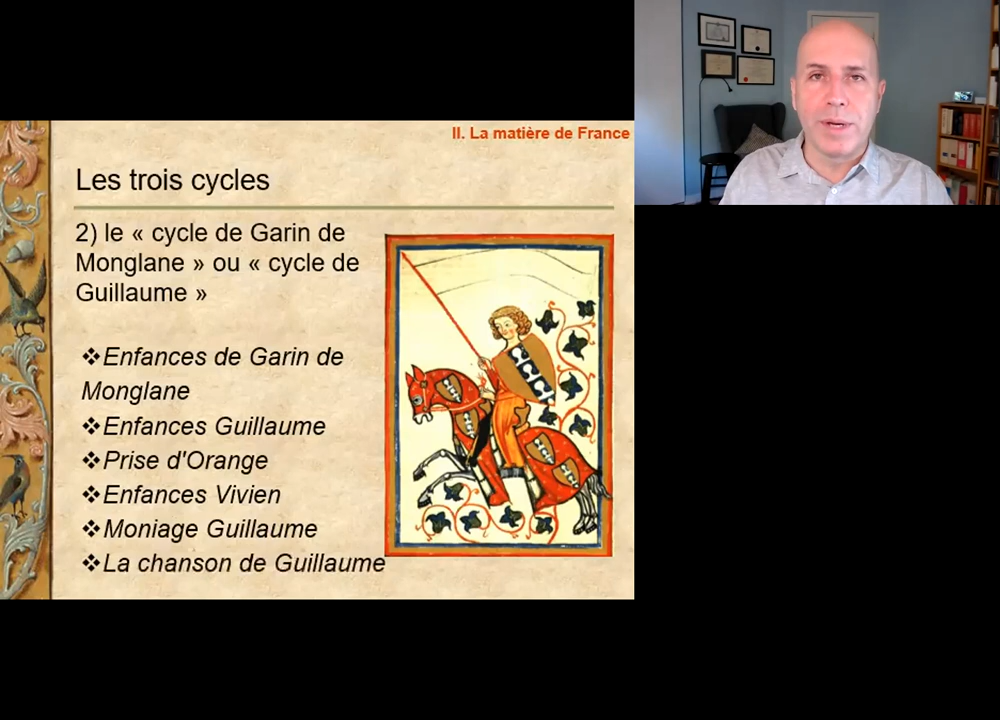 II. La matière de France
Les trois cycles
2) le « cycle de Garin de
Monglane » ou « cycle de
Guillaume »
❖Enfances de Garin de
Monglane
❖Enfances Guillaume
❖Prise d'Orange
❖Enfances Vivien
❖Moniage Guillaume
❖La chanson de Guillaume